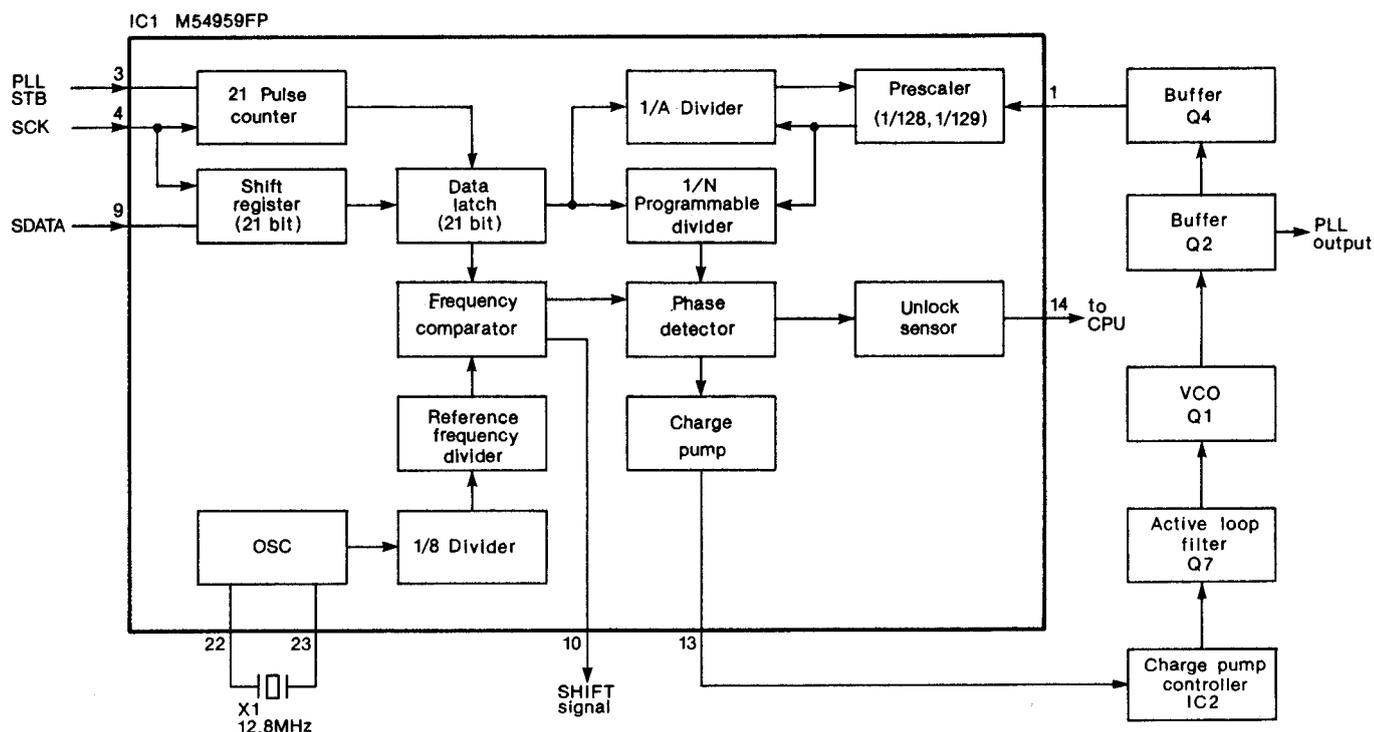 IC1 M54959FP
PLL
STB
3
SCK
4
SDATA
9
21 Pulse
counter
Shift
register
(21 bit)
Data
latch
(21 bit)
1/A Divider
Prescaler
(1/128, 1/129)
1
1/N
Programmable
divider
Frequency
comparator
Phase
detector
Unlock
sensor
14
to
CPU
Reference
frequency
divider
Charge
pump
OSC
1/8 Divider
22
23
10
13
X1
12.8MHz
SHIFT
signal
Buffer
Q4
Buffer
Q2
PLL
output
VCO
Q1
Active loop
filter
Q7
Charge pump
controller
IC2